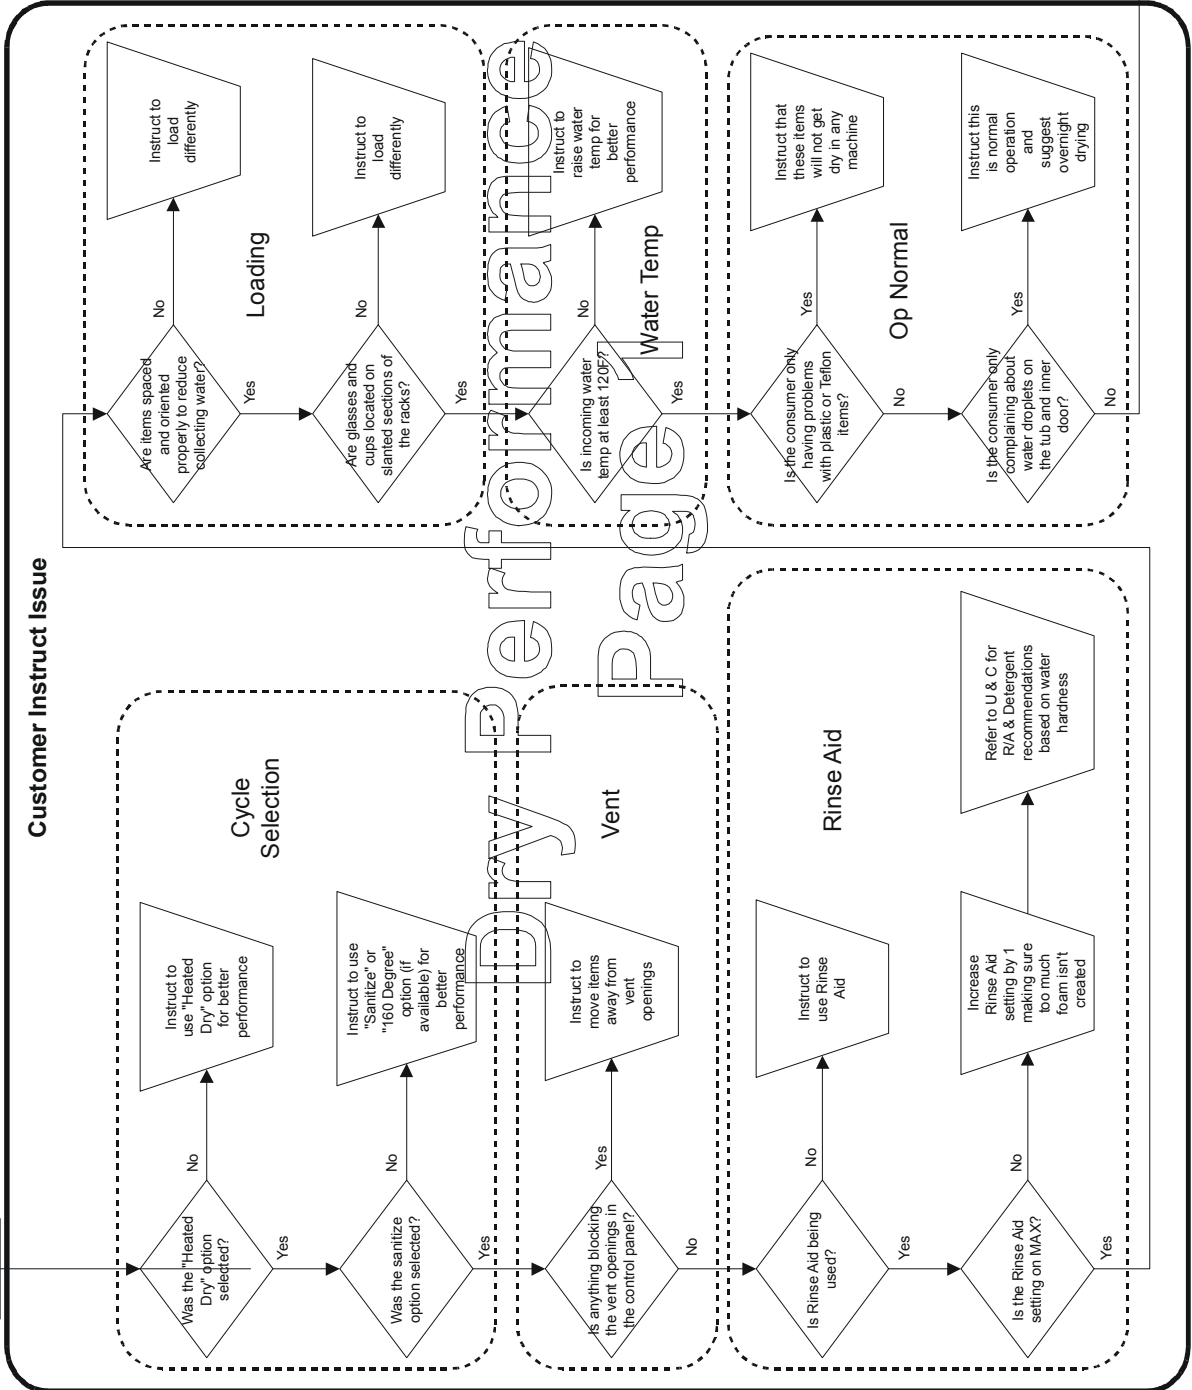 Customer Instruct Issue
Dry Performance
Page 1
Was the "Heated
Dry" option
selected?
No
Instruct to
use "Heated
Dry" option
for better
performance
Yes
Cycle
Selection
Was the sanitize
option selected?
No
Instruct to use
"Sanitize" or
"160 Degree"
option (if
available) for
better
performance
Yes
Is anything blocking
the vent openings in
the control panel?
Yes
Instruct to
move items
away from
vent
openings
No
Vent
Is Rinse Aid being
used?
No
Instruct to
use Rinse
Aid
Yes
Rinse Aid
Is the Rinse Aid
setting on MAX?
No
Increase
Rinse Aid
setting by 1
making sure
too much
foam isn't
created
Refer to U & C for
R/A & Detergent
recommendations
based on water
hardness
Yes
Are items spaced
and oriented
properly to reduce
collecting water?
No
Instruct to
load
differently
Yes
Loading
Are glasses and
cups located on
slanted sections of
the racks?
No
Instruct to
load
differently
Yes
Is incoming water
temp at least 120F?
No
Instruct to
raise water
temp for
better
performance
Yes
Water Temp
Is the consumer only
having problems
with plastic or Teflon
items?
Yes
Instruct that
these items
will not get
dry in any
machine
No
Op Normal
Is the consumer only
complaining about
water droplets on
the tub and inner
door?
Yes
Instruct this
is normal
operation
and
suggest
overnight
drying
No